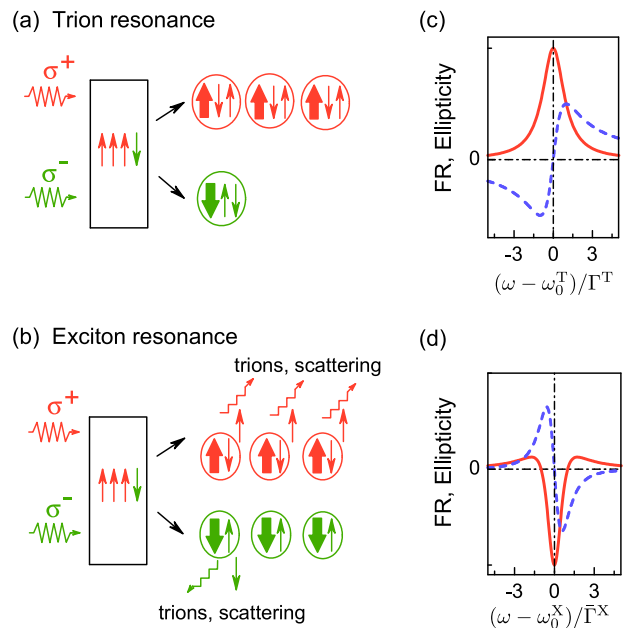 (a) Trion resonance
σ+
σ-
(c)
FR, Ellipticity
0
-3 0 3
(ω − ω₀ᵀ)/Γᵀ
(b) Exciton resonance
trions, scattering
σ+
σ-
trions, scattering
(d)
FR, Ellipticity
0
-3 0 3
(ω − ω₀ˣ)/Γ̄ˣ